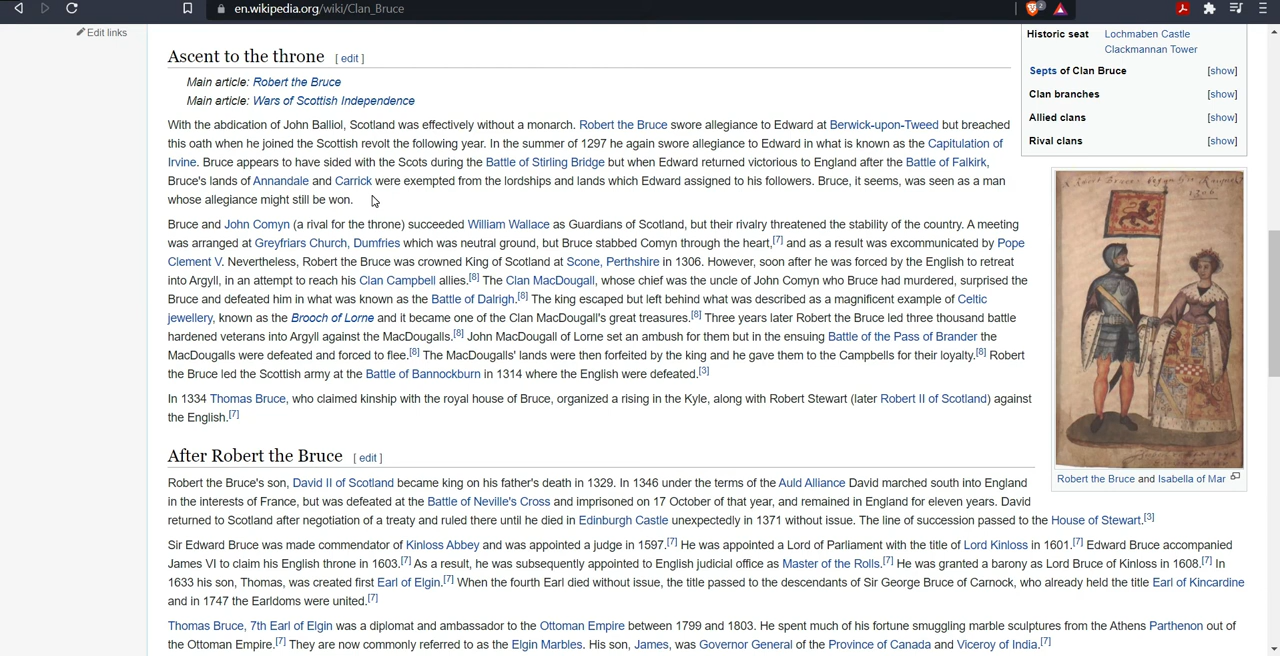 en.wikipedia.org/wiki/Clan_Bruce
2
Edit links
Ascent to the throne [ edit ]
Main article: Robert the Bruce
Main article: Wars of Scottish Independence
With the abdication of John Balliol, Scotland was effectively without a monarch. Robert the Bruce swore allegiance to Edward at Berwick-upon-Tweed but breached
this oath when he joined the Scottish revolt the following year. In the summer of 1297 he again swore allegiance to Edward in what is known as the Capitulation of
Irvine. Bruce appears to have sided with the Scots during the Battle of Stirling Bridge but when Edward returned victorious to England after the Battle of Falkirk,
Bruce's lands of Annandale and Carrick were exempted from the lordships and lands which Edward assigned to his followers. Bruce, it seems, was seen as a man
whose allegiance might still be won.
Bruce and John Comyn (a rival for the throne) succeeded William Wallace as Guardians of Scotland, but their rivalry threatened the stability of the country. A meeting
was arranged at Greyfriars Church, Dumfries which was neutral ground, but Bruce stabbed Comyn through the heart,[7] and as a result was excommunicated by Pope
Clement V. Nevertheless, Robert the Bruce was crowned King of Scotland at Scone, Perthshire in 1306. However, soon after he was forced by the English to retreat
into Argyll, in an attempt to reach his Clan Campbell allies.[8] The Clan MacDougall, whose chief was the uncle of John Comyn who Bruce had murdered, surprised the
Bruce and defeated him in what was known as the Battle of Dalrigh.[8] The king escaped but left behind what was described as a magnificent example of Celtic
jewellery, known as the Brooch of Lorne and it became one of the Clan MacDougall's great treasures.[8] Three years later Robert the Bruce led three thousand battle
hardened veterans into Argyll against the MacDougalls.[8] John MacDougall of Lorne set an ambush for them but in the ensuing Battle of the Pass of Brander the
MacDougalls were defeated and forced to flee.[8] The MacDougalls' lands were then forfeited by the king and he gave them to the Campbells for their loyalty.[8] Robert
the Bruce led the Scottish army at the Battle of Bannockburn in 1314 where the English were defeated.[3]
In 1334 Thomas Bruce, who claimed kinship with the royal house of Bruce, organized a rising in the Kyle, along with Robert Stewart (later Robert II of Scotland) against
the English.[7]
After Robert the Bruce [ edit ]
Robert the Bruce's son, David II of Scotland became king on his father's death in 1329. In 1346 under the terms of the Auld Alliance David marched south into England
in the interests of France, but was defeated at the Battle of Neville's Cross and imprisoned on 17 October of that year, and remained in England for eleven years. David
returned to Scotland after negotiation of a treaty and ruled there until he died in Edinburgh Castle unexpectedly in 1371 without issue. The line of succession passed to the House of Stewart.[3]
Sir Edward Bruce was made commendator of Kinloss Abbey and was appointed a judge in 1597.[7] He was appointed a Lord of Parliament with the title of Lord Kinloss in 1601.[7] Edward Bruce accompanied
James VI to claim his English throne in 1603.[7] As a result, he was subsequently appointed to English judicial office as Master of the Rolls.[7] He was granted a barony as Lord Bruce of Kinloss in 1608.[7] In
1633 his son, Thomas, was created first Earl of Elgin.[7] When the fourth Earl died without issue, the title passed to the descendants of Sir George Bruce of Carnock, who already held the title Earl of Kincardine
and in 1747 the Earldoms were united.[7]
Thomas Bruce, 7th Earl of Elgin was a diplomat and ambassador to the Ottoman Empire between 1799 and 1803. He spent much of his fortune smuggling marble sculptures from the Athens Parthenon out of
the Ottoman Empire.[7] They are now commonly referred to as the Elgin Marbles. His son, James, was Governor General of the Province of Canada and Viceroy of India.[7]
Historic seat Lochmaben Castle
Clackmannan Tower
Septs of Clan Bruce [show]
Clan branches [show]
Allied clans [show]
Rival clans [show]
Robert the Bruce and Isabella of Mar